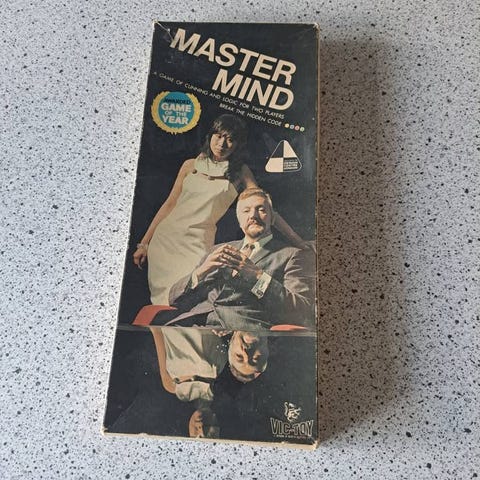 MASTER
MIND
A GAME OF CUNNING AND LOGIC FOR TWO PLAYERS
BREAK THE HIDDEN CODE
GAME
OF THE
YEAR
VIC-TOY